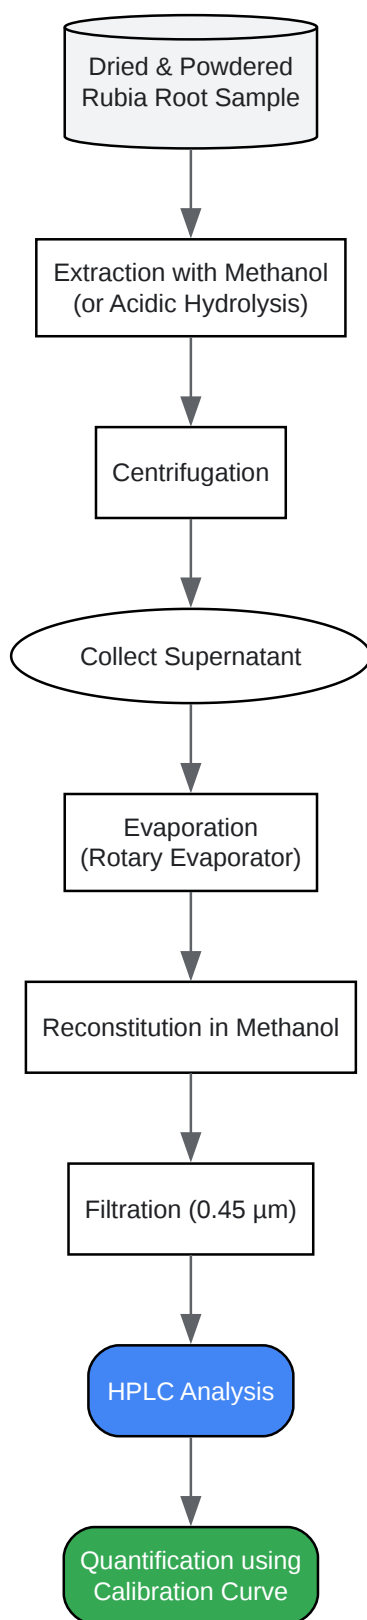 Dried & Powdered
Rubia Root Sample
Extraction with Methanol
(or Acidic Hydrolysis)
Centrifugation
Collect Supernatant
Evaporation
(Rotary Evaporator)
Reconstitution in Methanol
Filtration (0.45 µm)
HPLC Analysis
Quantification using
Calibration Curve